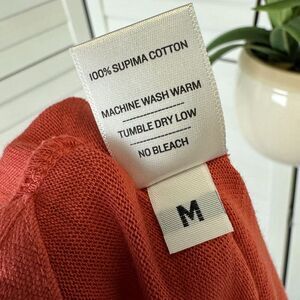 100% SUPIMA COTTON
MACHINE WASH WARM
TUMBLE DRY LOW
NO BLEACH
M